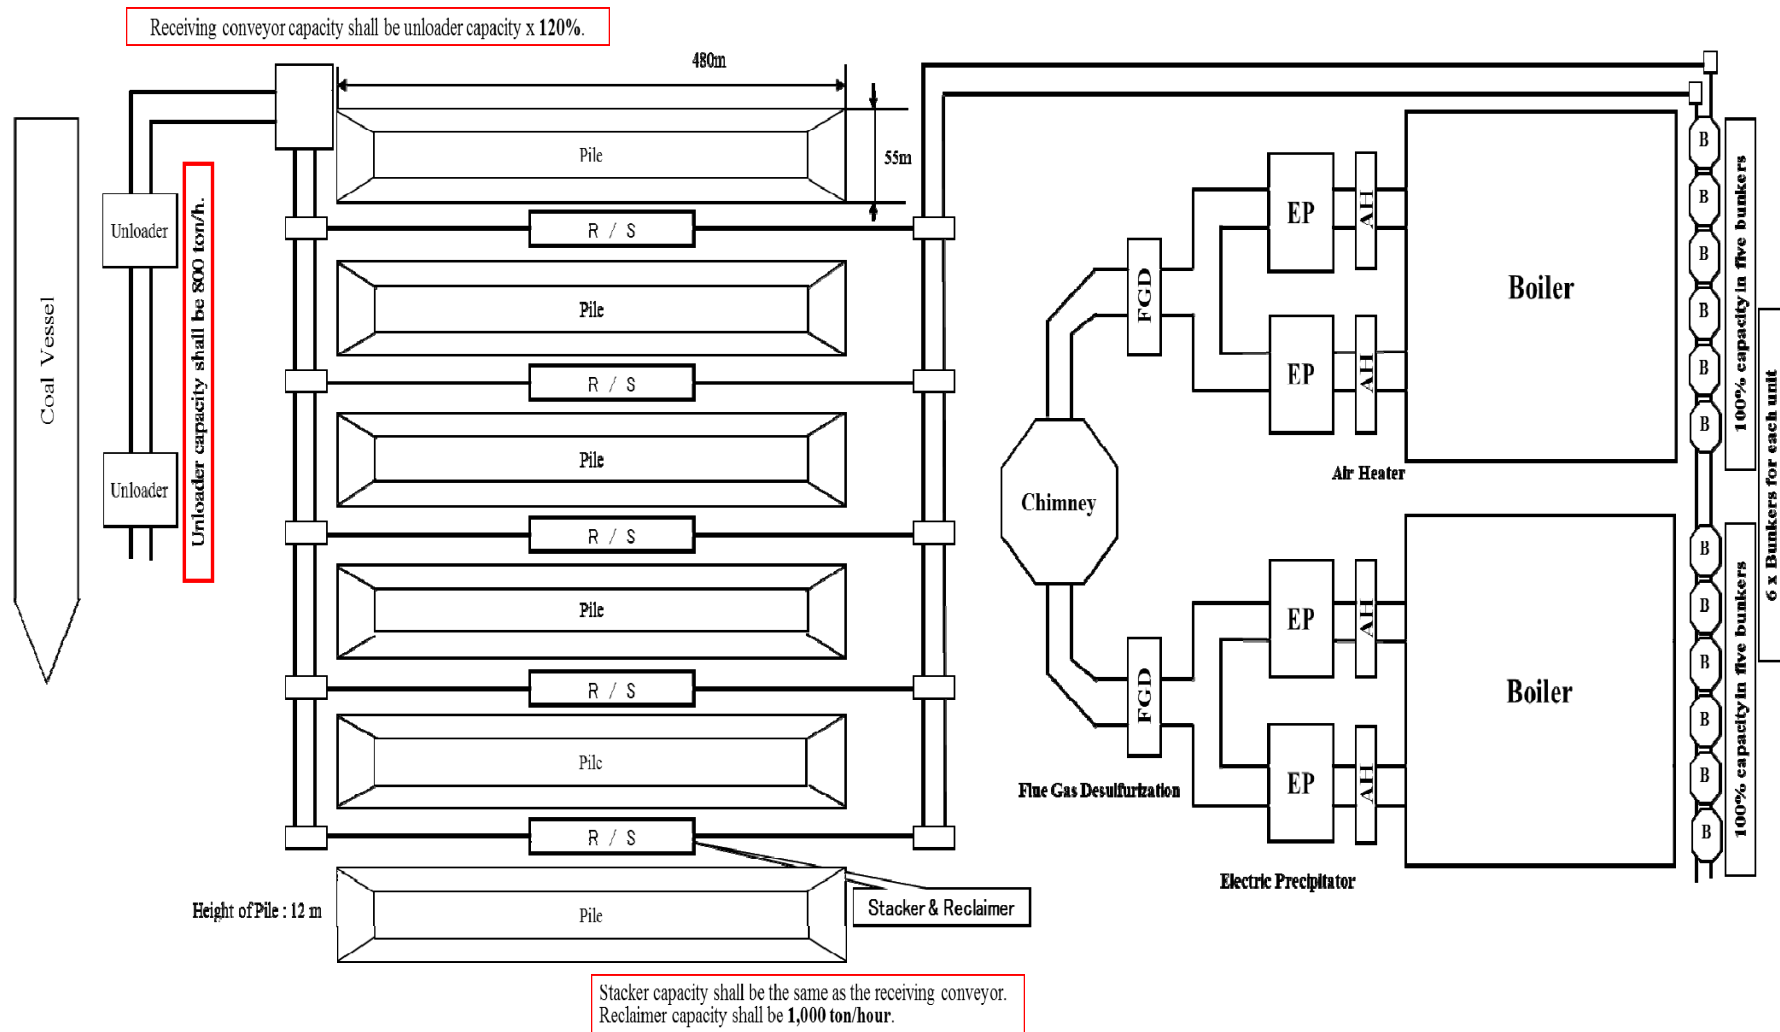 Receiving conveyor capacity shall be unloader capacity x 120%.
480m
55m
Coal Vessel
Unloader
Unloader
Unloader capacity shall be 800 ton/h.
Pile
R / S
Pile
R / S
Pile
R / S
Pile
R / S
Pile
R / S
Pile
Height of Pile : 12 m
Stacker & Reclaimer
Stacker capacity shall be the same as the receiving conveyor.
Reclaimer capacity shall be 1,000 ton/hour.
Chimney
FGD
FGD
Flue Gas Desulfurization
EP
AH
EP
AH
Air Heater
EP
AH
EP
AH
Electric Precipitator
Boiler
Boiler
B
B
B
B
B
B
B
B
B
B
B
B
100% capacity in five bunkers
100% capacity in five bunkers
6 x Bunkers for each unit